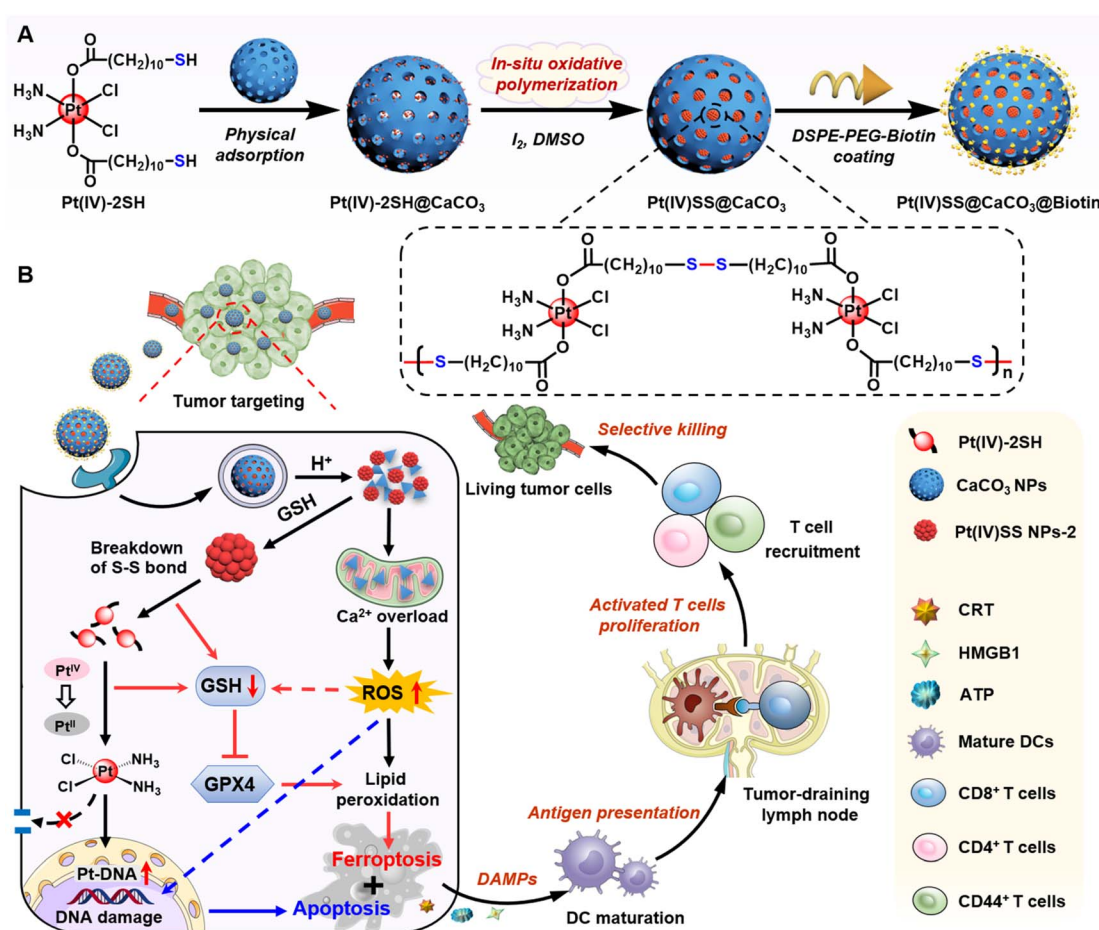 A
O
C
(CH2)10–SH
O
H3N
Cl
Pt
H3N
Cl
O
C
(CH2)10–SH
O
Pt(IV)-2SH
Physical
adsorption
Pt(IV)-2SH@CaCO3
In-situ oxidative
polymerization
I2, DMSO
Pt(IV)SS@CaCO3
DSPE-PEG-Biotin
coating
Pt(IV)SS@CaCO3@Biotin
O
C
(CH2)10
S–S
(H2C)10
C
O
O
O
H3N
Cl
Pt
H3N
Cl
H3N
Cl
Pt
H3N
Cl
O
O
S
(H2C)10
C
O
C
O
(CH2)10
S
n
B
Tumor targeting
H+
GSH
Breakdown
of S-S bond
Ca2+ overload
PtIV
PtII
GSH
ROS
Cl
NH3
Pt
Cl
NH3
GPX4
Lipid
peroxidation
Ferroptosis
+
Apoptosis
Pt-DNA
DNA damage
DAMPs
DC maturation
Antigen presentation
Tumor-draining
lymph node
Activated T cells
proliferation
T cell
recruitment
Selective killing
Living tumor cells
Pt(IV)-2SH
CaCO3 NPs
Pt(IV)SS NPs-2
CRT
HMGB1
ATP
Mature DCs
CD8+ T cells
CD4+ T cells
CD44+ T cells